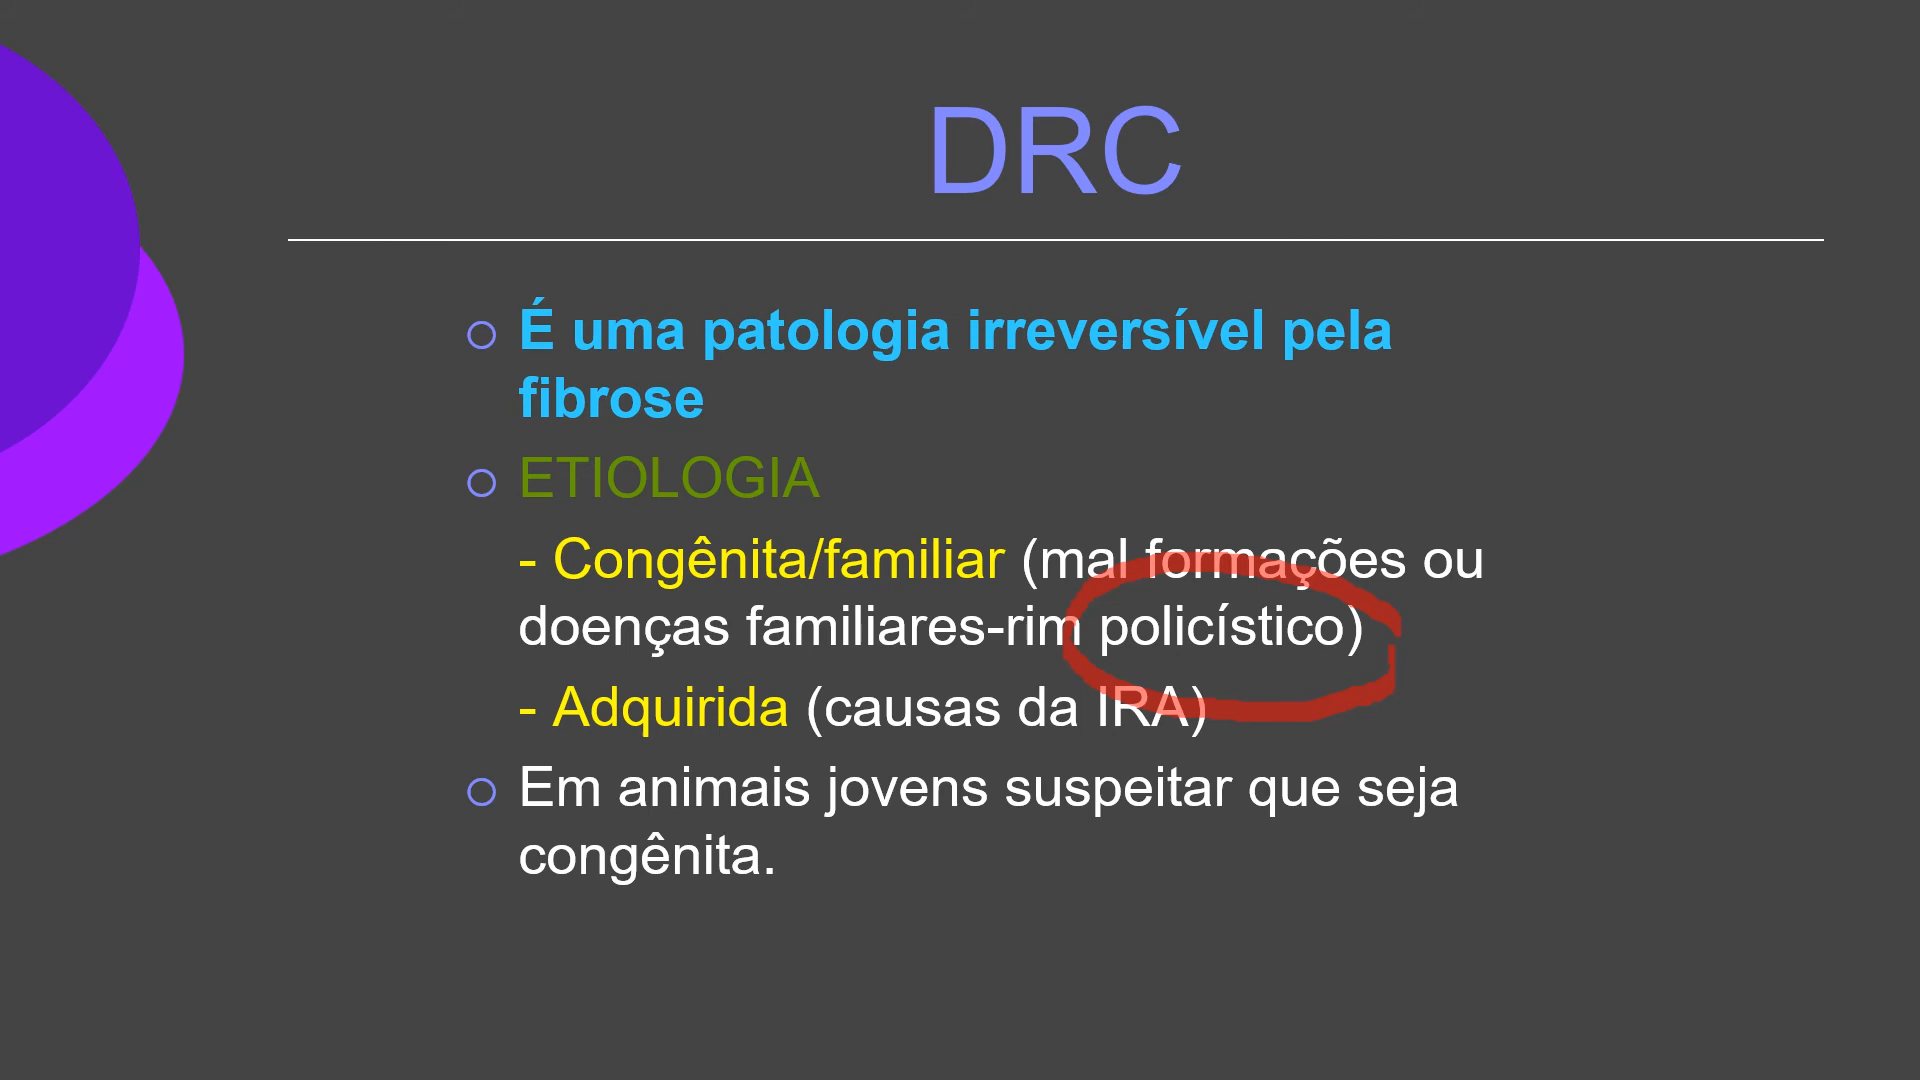 DRC
É uma patologia irreversível pela
fibrose
ETIOLOGIA
- Congênita/familiar (mal formações ou
doenças familiares-rim policístico)
- Adquirida (causas da IRA)
Em animais jovens suspeitar que seja
congênita.